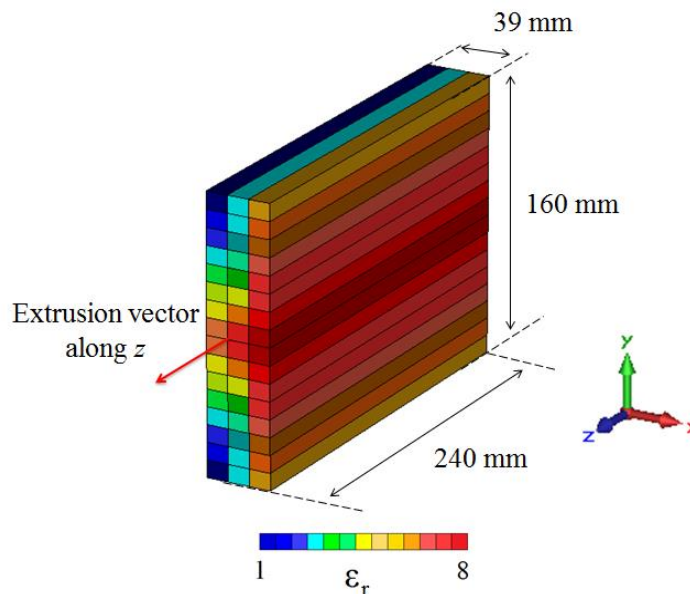 39 mm
160 mm
Extrusion vector
along z
240 mm
y
x
z
1
8
εr